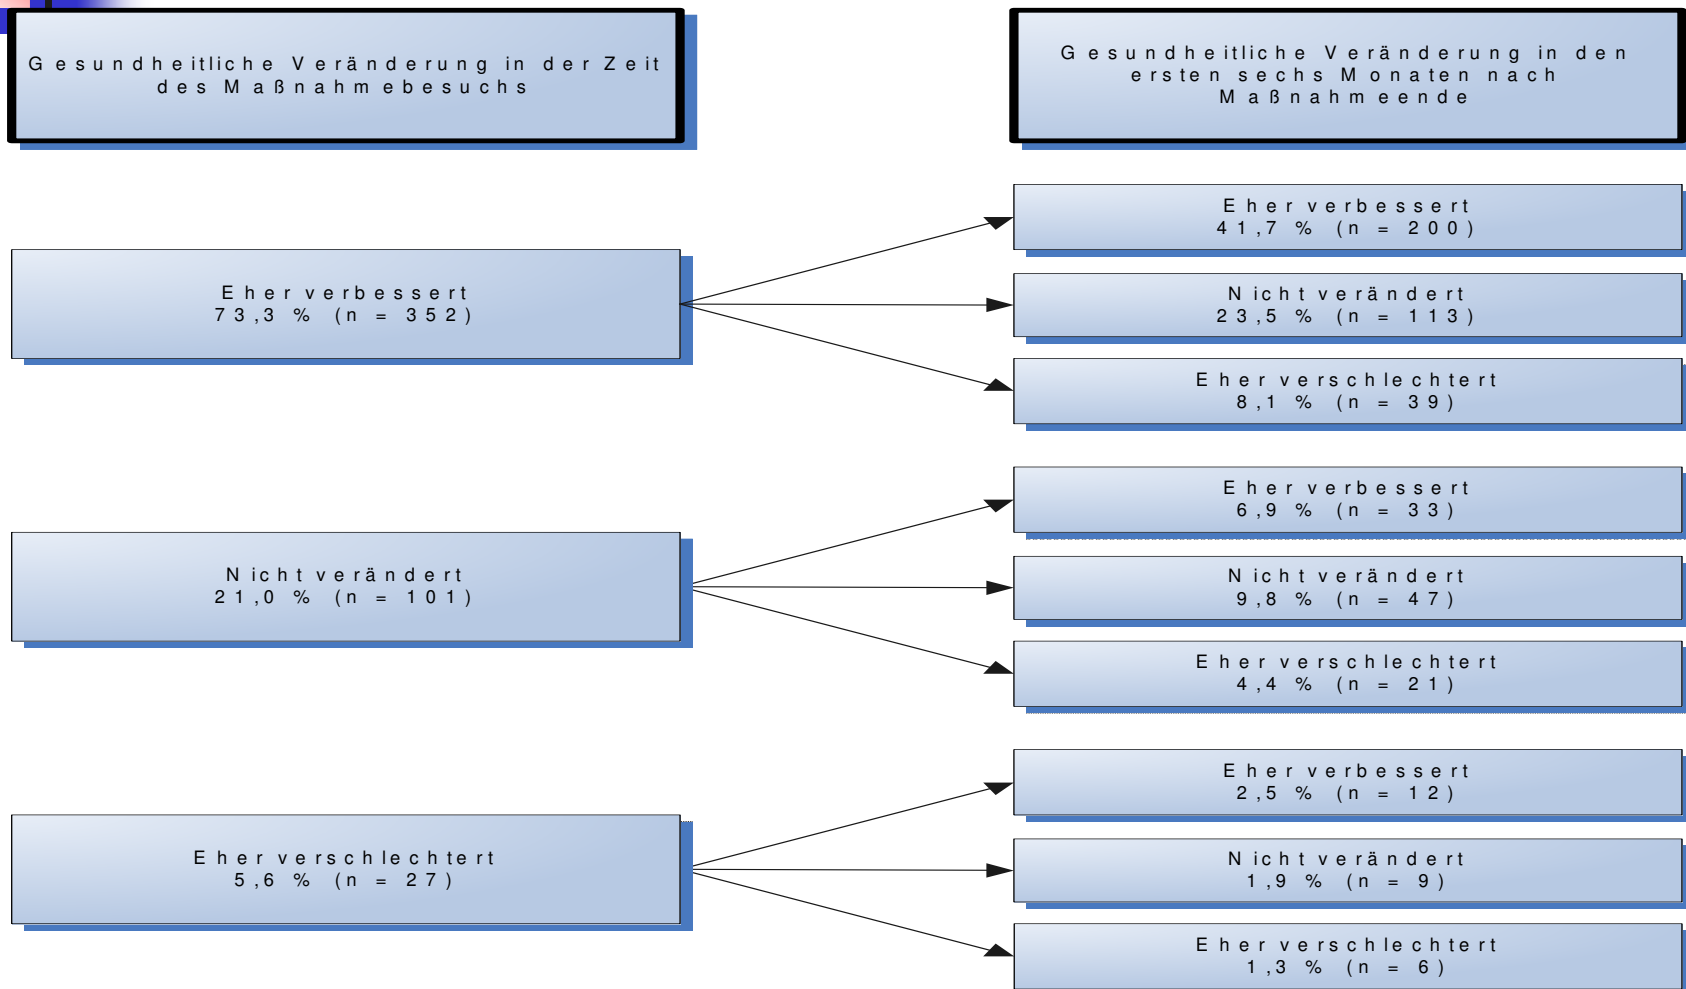 Gesundheitliche Veränderung in der Zeit
des Maßnahmebesuchs
Gesundheitliche Veränderung in den
ersten sechs Monaten nach
Maßnahmeende
Eher verbessert
73,3 % (n = 352)
Eher verbessert
41,7 % (n = 200)
Nicht verändert
23,5 % (n = 113)
Eher verschlechtert
8,1 % (n = 39)
Nicht verändert
21,0 % (n = 101)
Eher verbessert
6,9 % (n = 33)
Nicht verändert
9,8 % (n = 47)
Eher verschlechtert
4,4 % (n = 21)
Eher verschlechtert
5,6 % (n = 27)
Eher verbessert
2,5 % (n = 12)
Nicht verändert
1,9 % (n = 9)
Eher verschlechtert
1,3 % (n = 6)